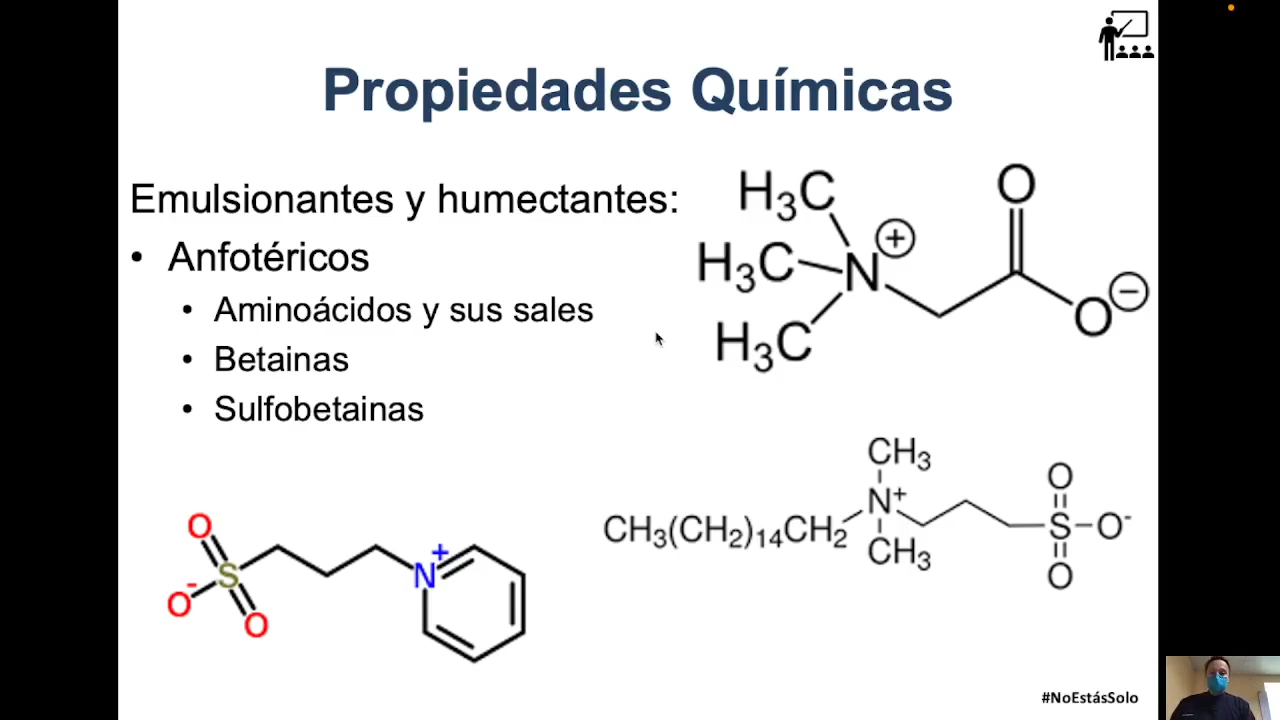 Propiedades Químicas
Emulsionantes y humectantes:
• Anfotéricos
• Aminoácidos y sus sales
• Betainas
• Sulfobetainas
H₃C
H₃C
H₃C
N
+
O
O
−
CH₃
N⁺
CH₃(CH₂)₁₄CH₂
CH₃
O
S
O⁻
O
O
S
O⁻
O
N
+
#NoEstásSolo